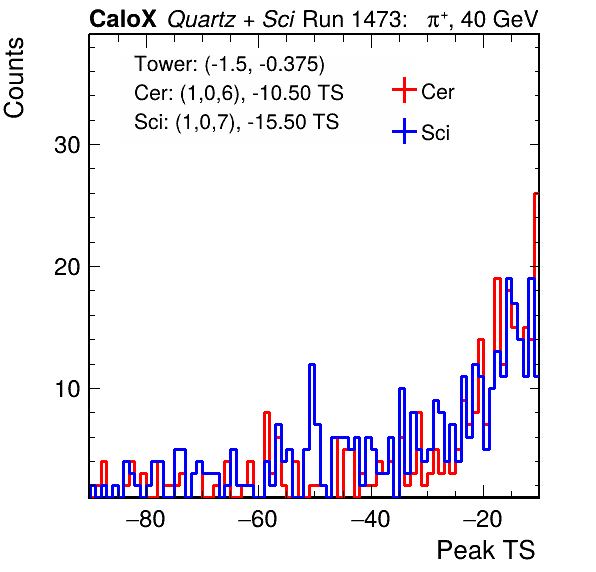 CaloX Quartz + Sci Run 1473: π⁺, 40 GeV
Counts
Tower: (-1.5, -0.375)
Cer: (1,0,6), -10.50 TS
Sci: (1,0,7), -15.50 TS
Cer
Sci
30
20
10
−80 −60 −40 −20
Peak TS